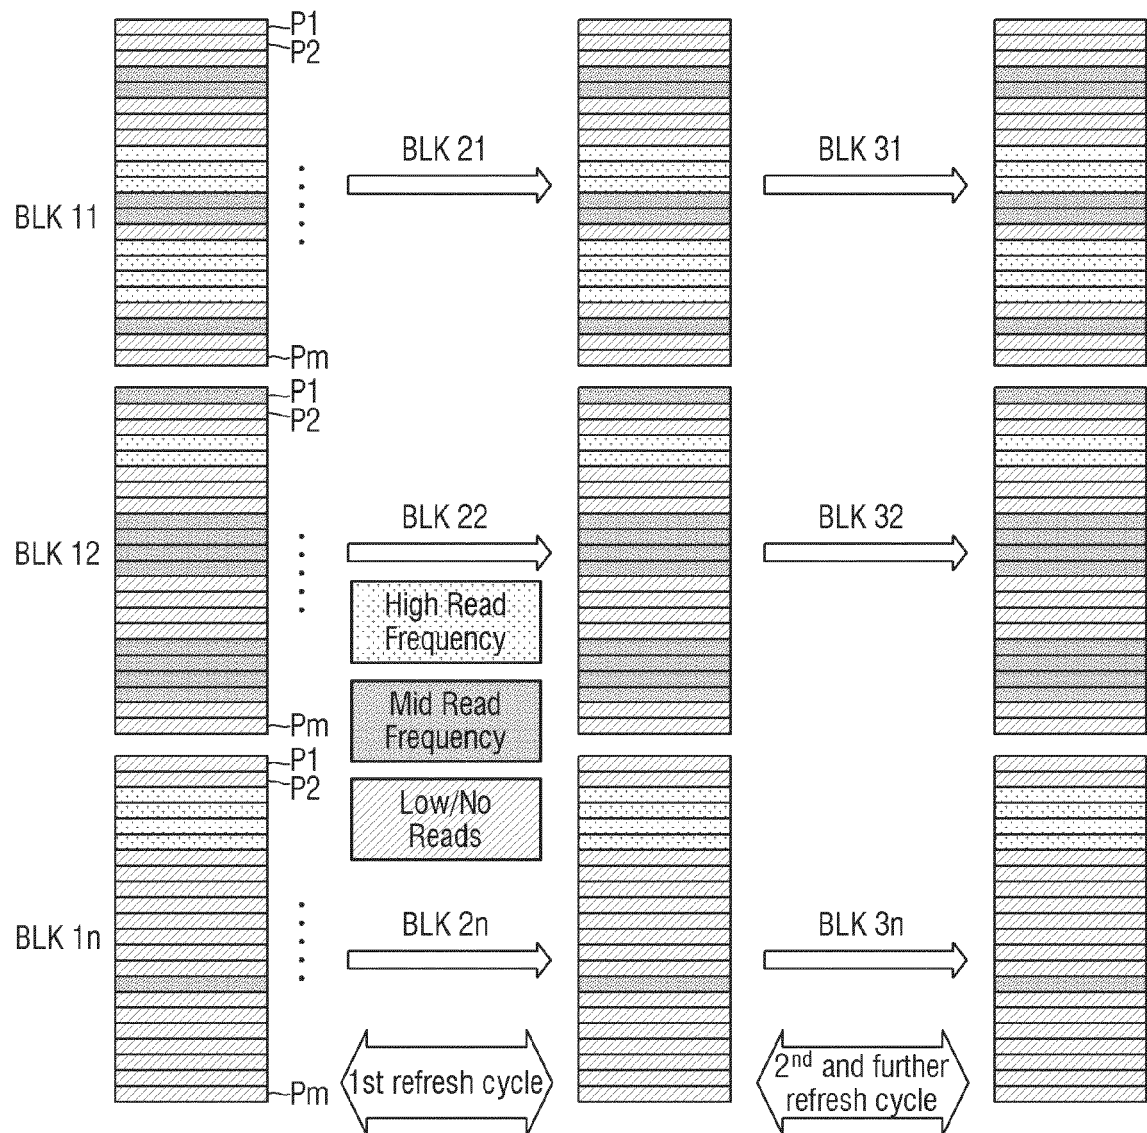 P1
P2
BLK 21
BLK 31
BLK 11
Pm
P1
P2
BLK 22
BLK 32
BLK 12
High Read
Frequency
Mid Read
Frequency
Pm
P1
P2
Low/No
Reads
BLK 2n
BLK 3n
BLK 1n
Pm
1st refresh cycle
2nd and further
refresh cycle